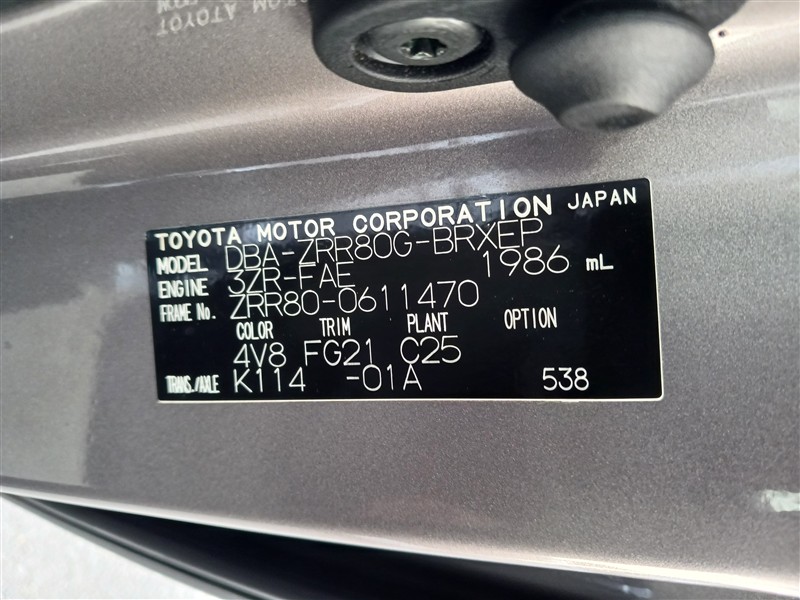 TOYOTA MOTOR CORPORATION JAPAN
MODEL DBA-ZRR80G-BRXEP
ENGINE 3ZR-FAE 1986 mL
FRAME No. ZRR80-0611470
COLOR TRIM PLANT OPTION
4V8 FG21 C25
TRANS./AXLE K114 -01A 538